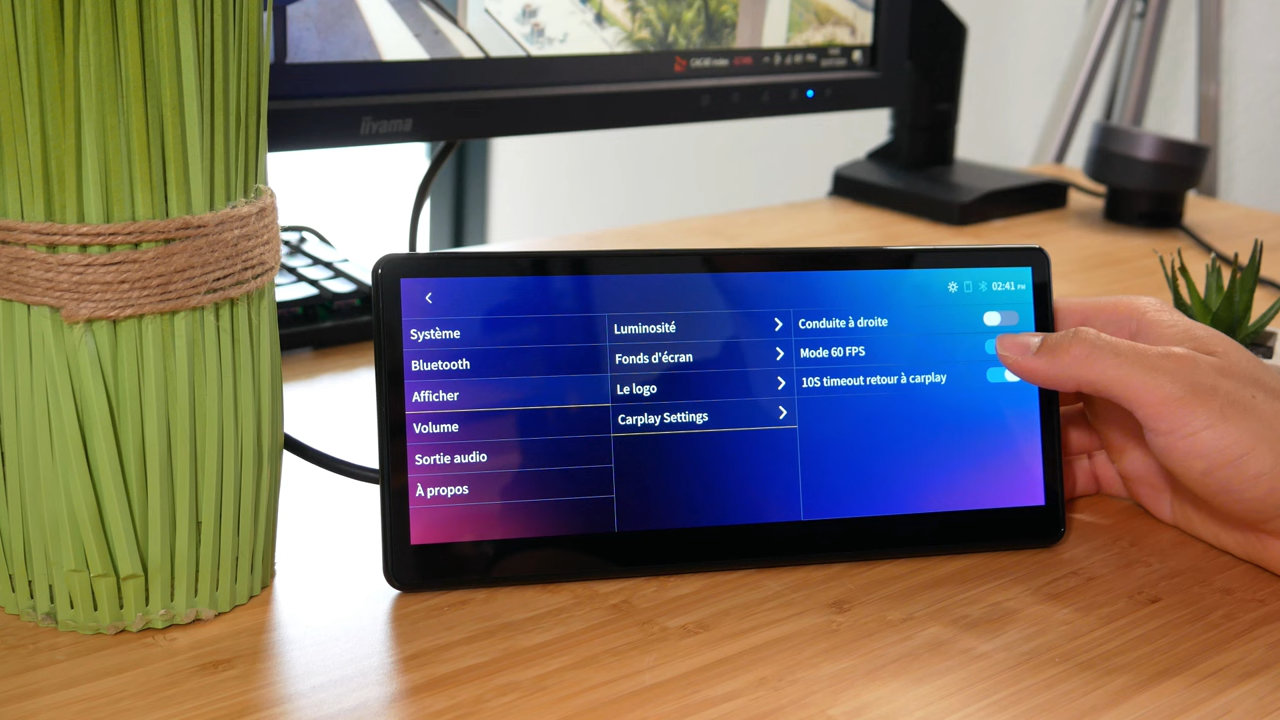 iiyama
02:41 PM
Système
Bluetooth
Afficher
Volume
Sortie audio
À propos
Luminosité
Fonds d'écran
Le logo
Carplay Settings
Conduite à droite
Mode 60 FPS
10S timeout retour à carplay